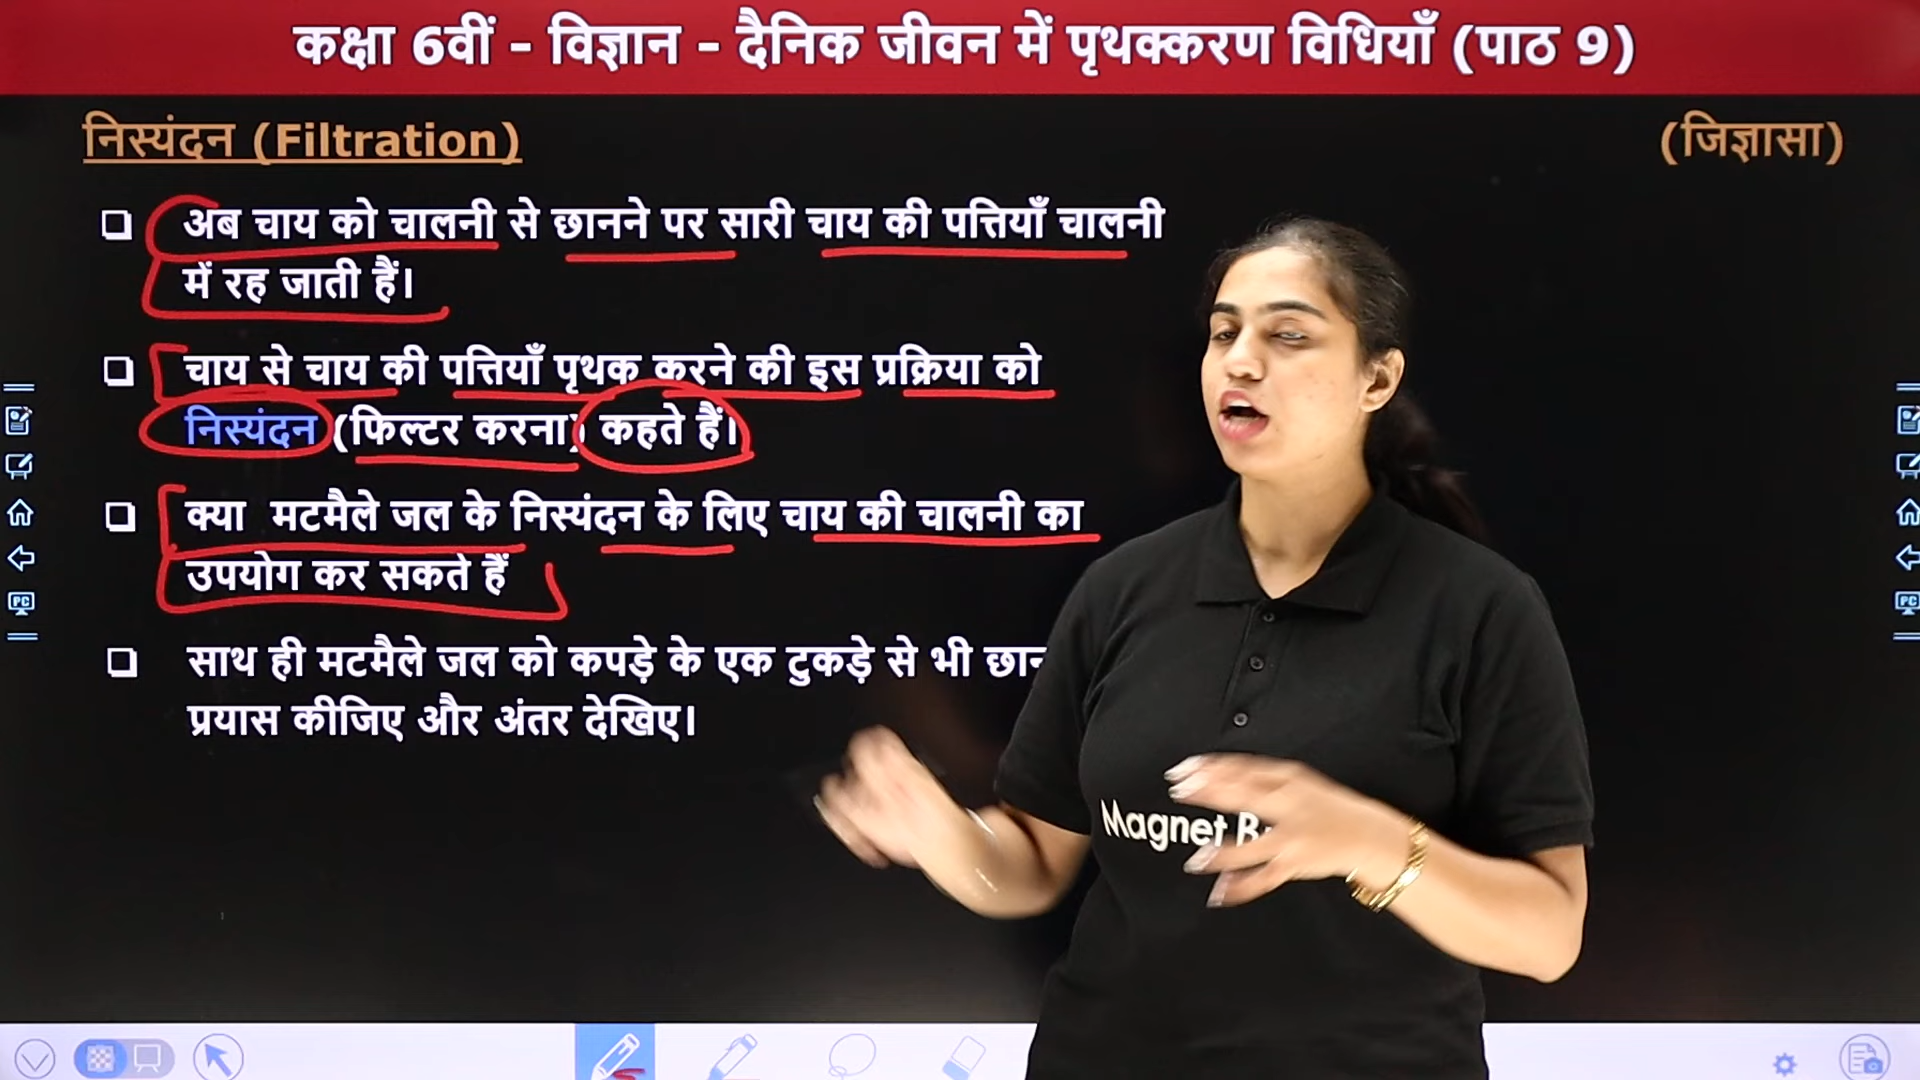 कक्षा 6वीं – विज्ञान – दैनिक जीवन में पृथक्करण विधियाँ (पाठ 9)
निस्यंदन (Filtration)
(जिज्ञासा)
❑ अब चाय को चालनी से छानने पर सारी चाय की पत्तियाँ चालनी
में रह जाती हैं।
❑ चाय से चाय की पत्तियाँ पृथक करने की इस प्रक्रिया को
निस्यंदन (फिल्टर करना) कहते हैं।
❑ क्या मटमैले जल के निस्यंदन के लिए चाय की चालनी का
उपयोग कर सकते हैं
❑ साथ ही मटमैले जल को कपड़े के एक टुकड़े से भी
प्रयास कीजिए और अंतर देखिए।
Magnet
PC
PC